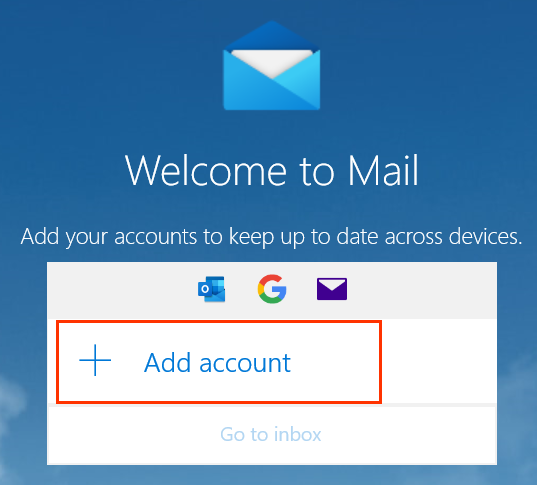 Welcome to Mail
Add your accounts to keep up to date across devices.
Add account
Go to inbox